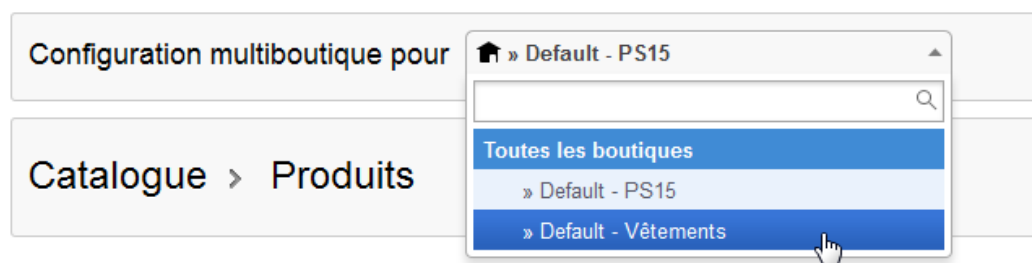 Configuration multiboutique pour » Default - PS15
Toutes les boutiques
» Default - PS15
» Default - Vêtements
Catalogue > Produits